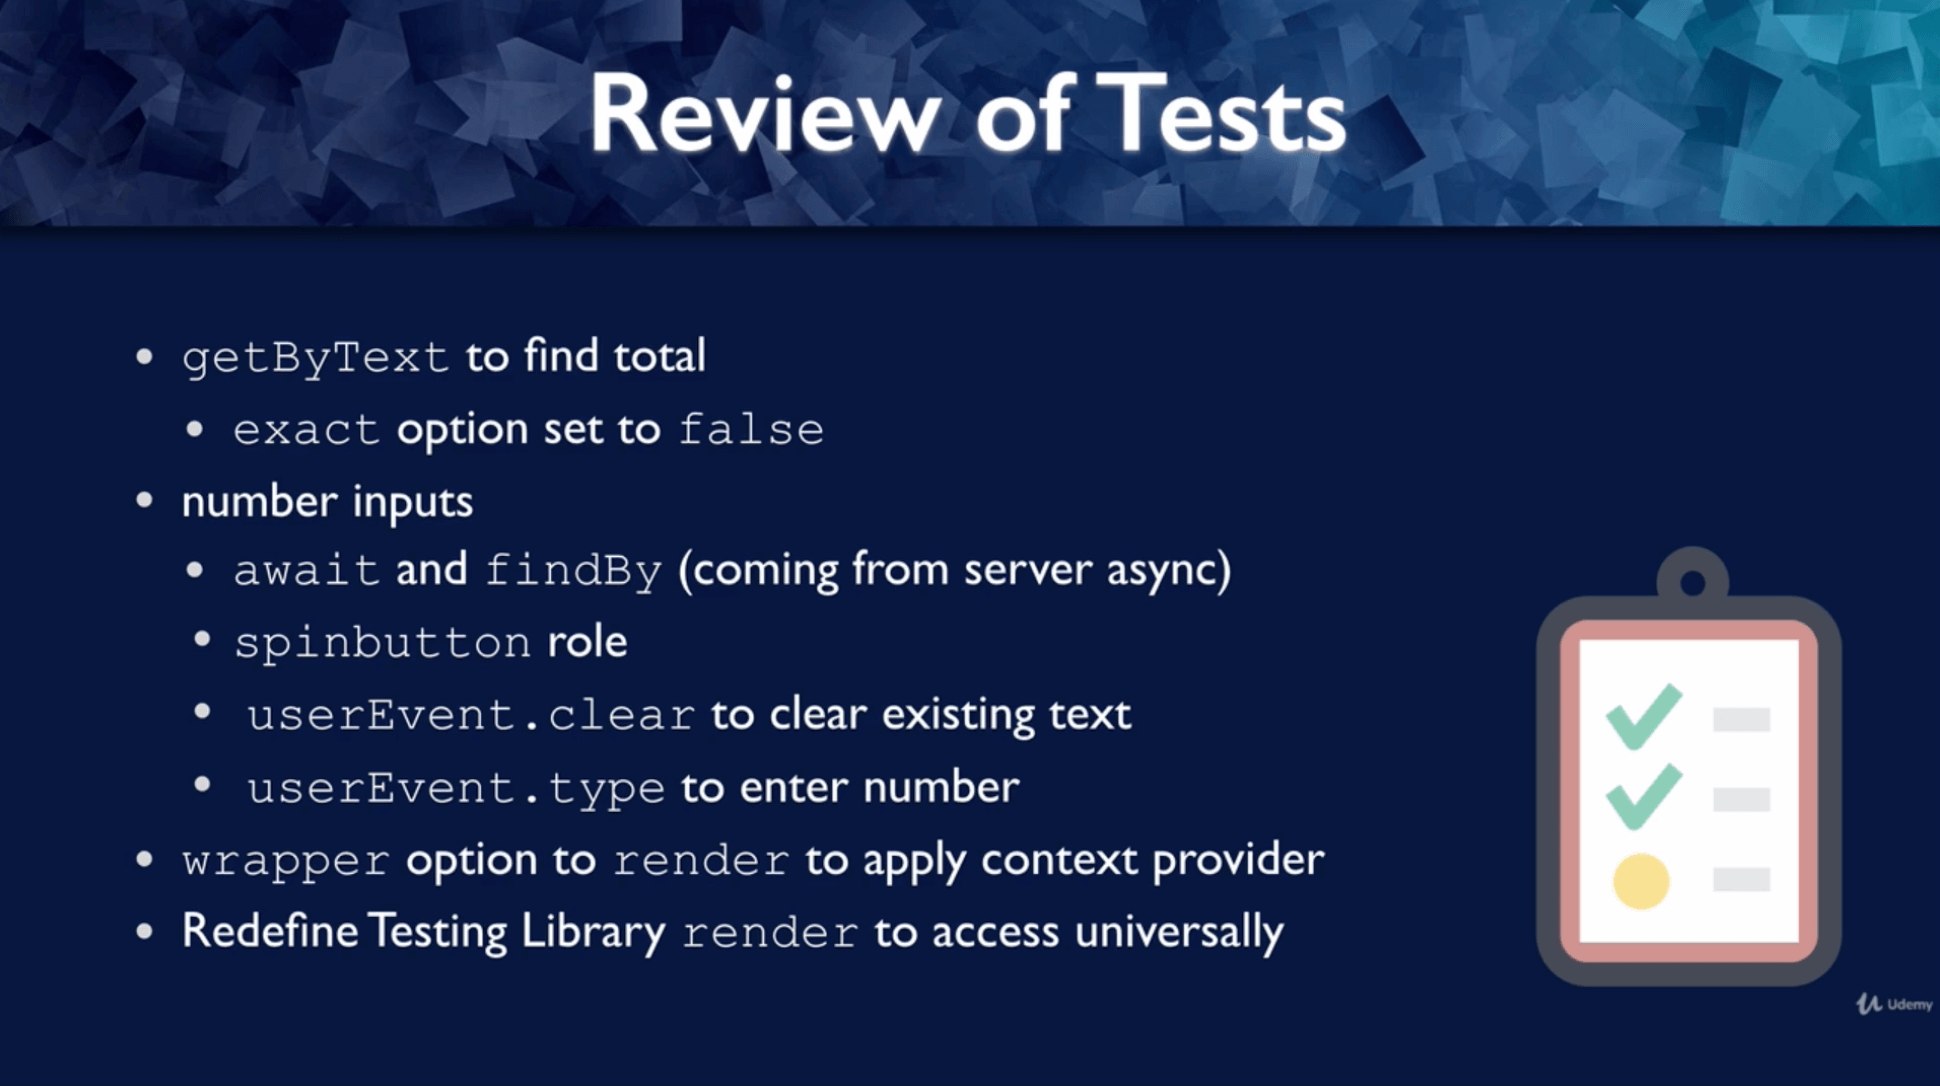 Review of Tests
• getByText to find total
• exact option set to false
• number inputs
• await and findBy (coming from server async)
• spinbutton role
• userEvent.clear to clear existing text
• userEvent.type to enter number
• wrapper option to render to apply context provider
• Redefine Testing Library render to access universally
Udemy